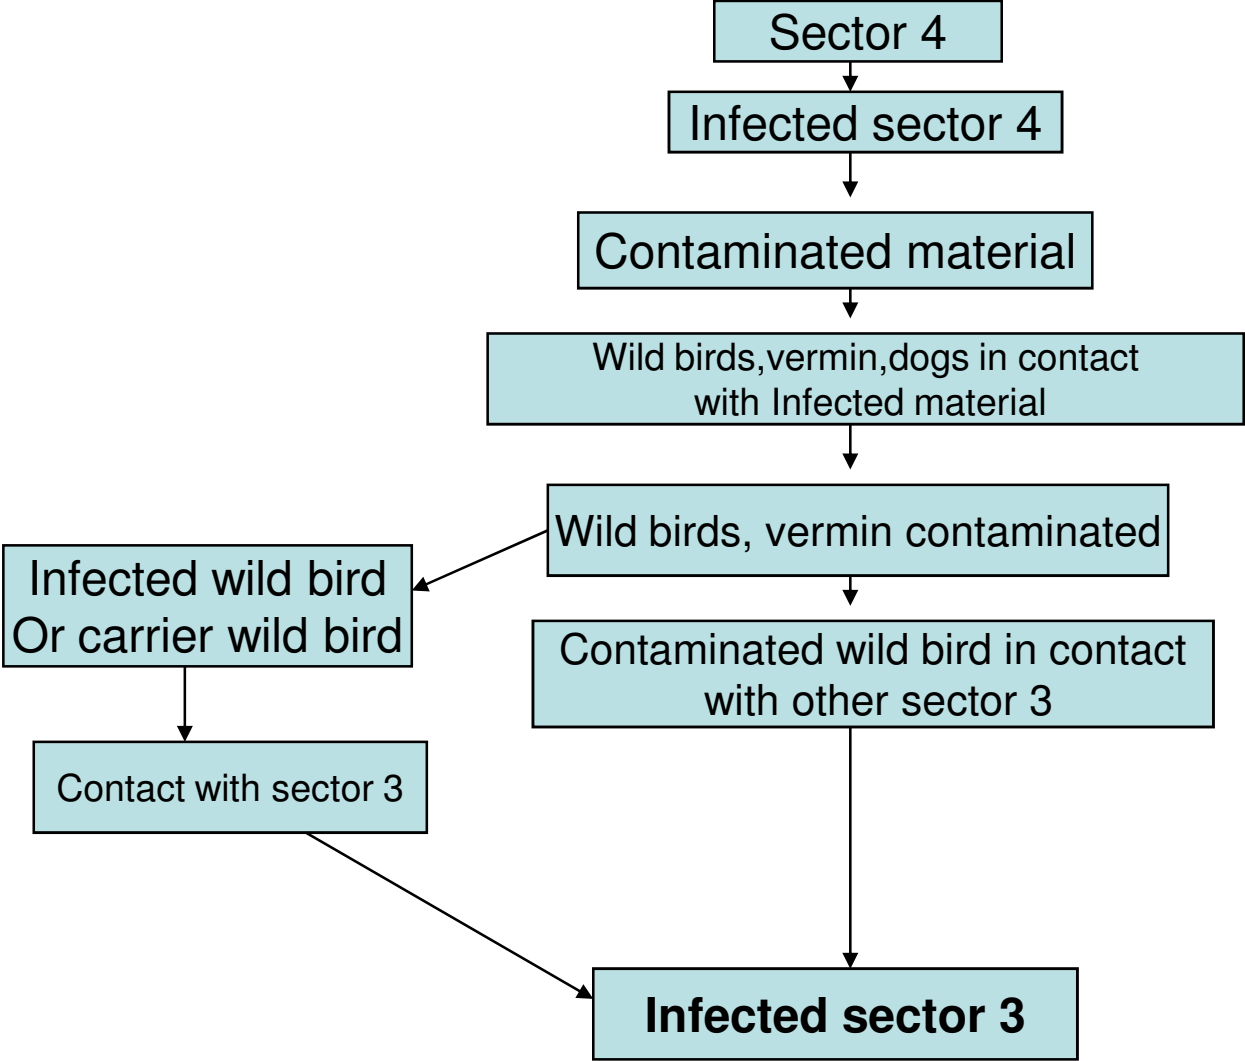 Sector 4
Infected sector 4
Contaminated material
Wild birds,vermin,dogs in contact
with Infected material
Wild birds, vermin contaminated
Infected wild bird
Or carrier wild bird
Contaminated wild bird in contact
with other sector 3
Contact with sector 3
Infected sector 3